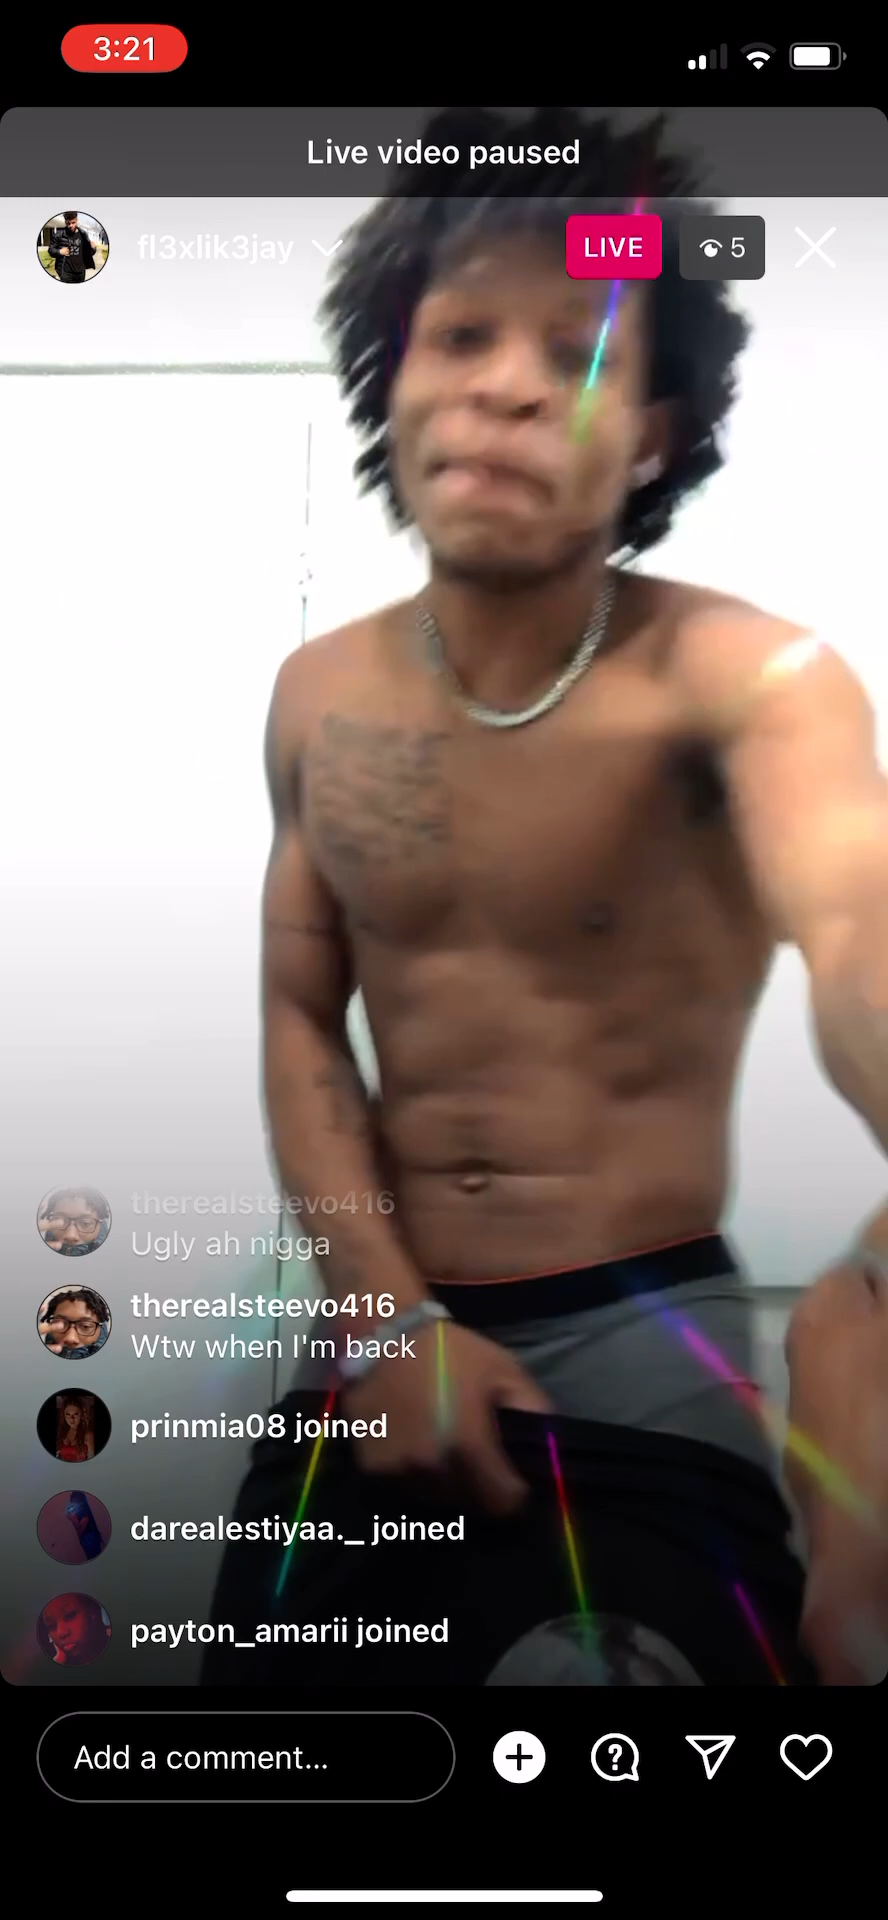 3:21
Live video paused
fl3xlik3jay
LIVE
5
therealsteevo416
Ugly ah nigga
therealsteevo416
Wtw when I'm back
prinmia08 joined
darealestiyaa._ joined
payton_amarii joined
Add a comment...